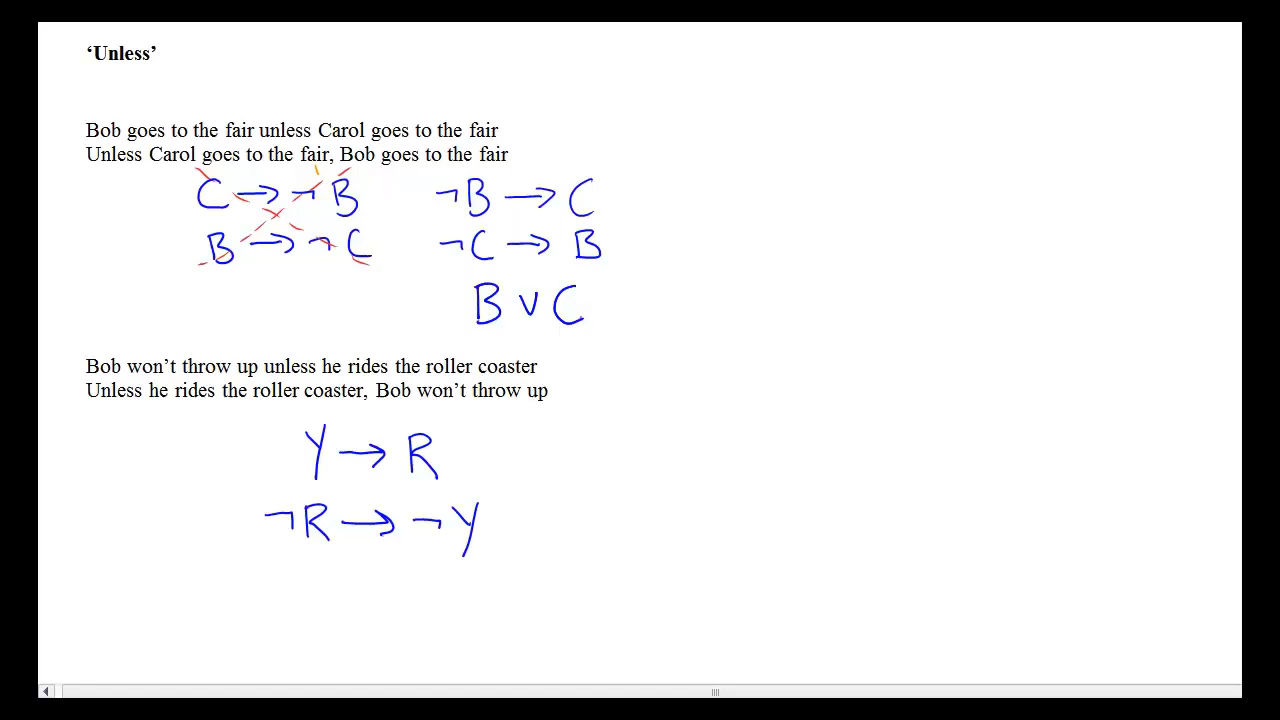 ‘Unless’
Bob goes to the fair unless Carol goes to the fair
Unless Carol goes to the fair, Bob goes to the fair
C → ¬ B
¬B → C
B → ¬ C
¬C → B
B ∨ C
Bob won’t throw up unless he rides the roller coaster
Unless he rides the roller coaster, Bob won’t throw up
Y → R
¬R → ¬Y